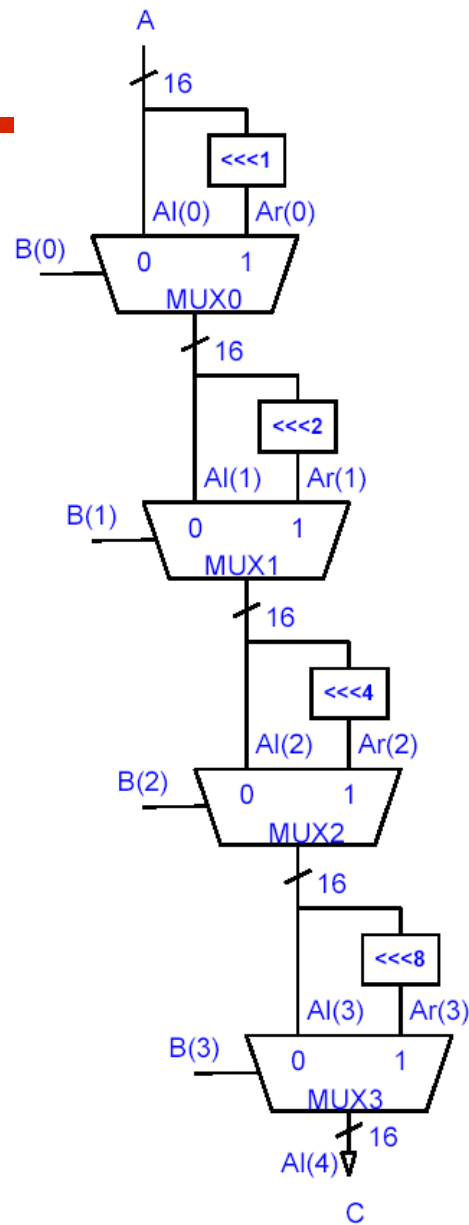 A
16
<<<1
Al(0) Ar(0)
B(0)
0 1
MUX0
16
<<<2
Al(1) Ar(1)
B(1)
0 1
MUX1
16
<<<4
Al(2) Ar(2)
B(2)
0 1
MUX2
16
<<<8
Al(3) Ar(3)
B(3)
0 1
MUX3
16
Al(4)
C